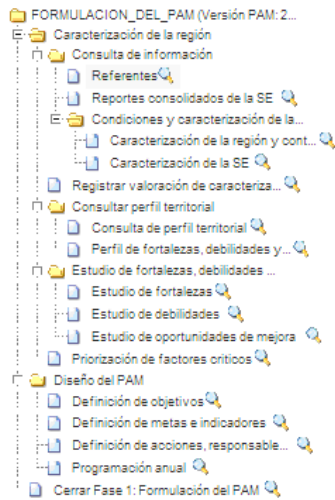 FORMULACION_DEL_PAM (Versión PAM: 2...
Caracterización de la región
Consulta de información
Referentes
Reportes consolidados de la SE
Condiciones y caracterización de la...
Caracterización de la región y cont...
Caracterización de la SE
Registrar valoración de caracteriza...
Consultar perfil territorial
Consulta de perfil territorial
Perfil de fortalezas, debilidades y...
Estudio de fortalezas, debilidades ...
Estudio de fortalezas
Estudio de debilidades
Estudio de oportunidades de mejora
Priorización de factores criticos
Diseño del PAM
Definición de objetivos
Definición de metas e indicadores
Definición de acciones, responsable...
Programación anual
Cerrar Fase 1: Formulación del PAM